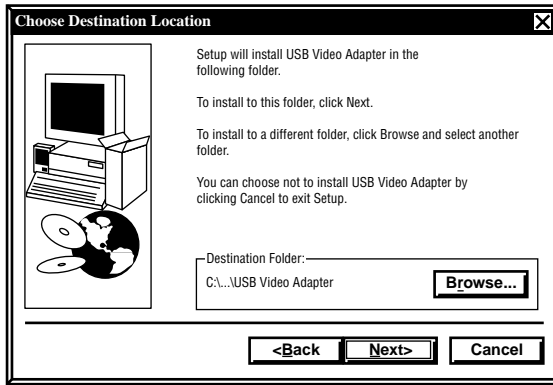 Choose Destination Location
Setup will install USB Video Adapter in the
following folder.
To install to this folder, click Next.
To install to a different folder, click Browse and select another
folder.
You can choose not to install USB Video Adapter by
clicking Cancel to exit Setup.
Destination Folder:
C:\...\USB Video Adapter
Browse...
<Back
Next>
Cancel